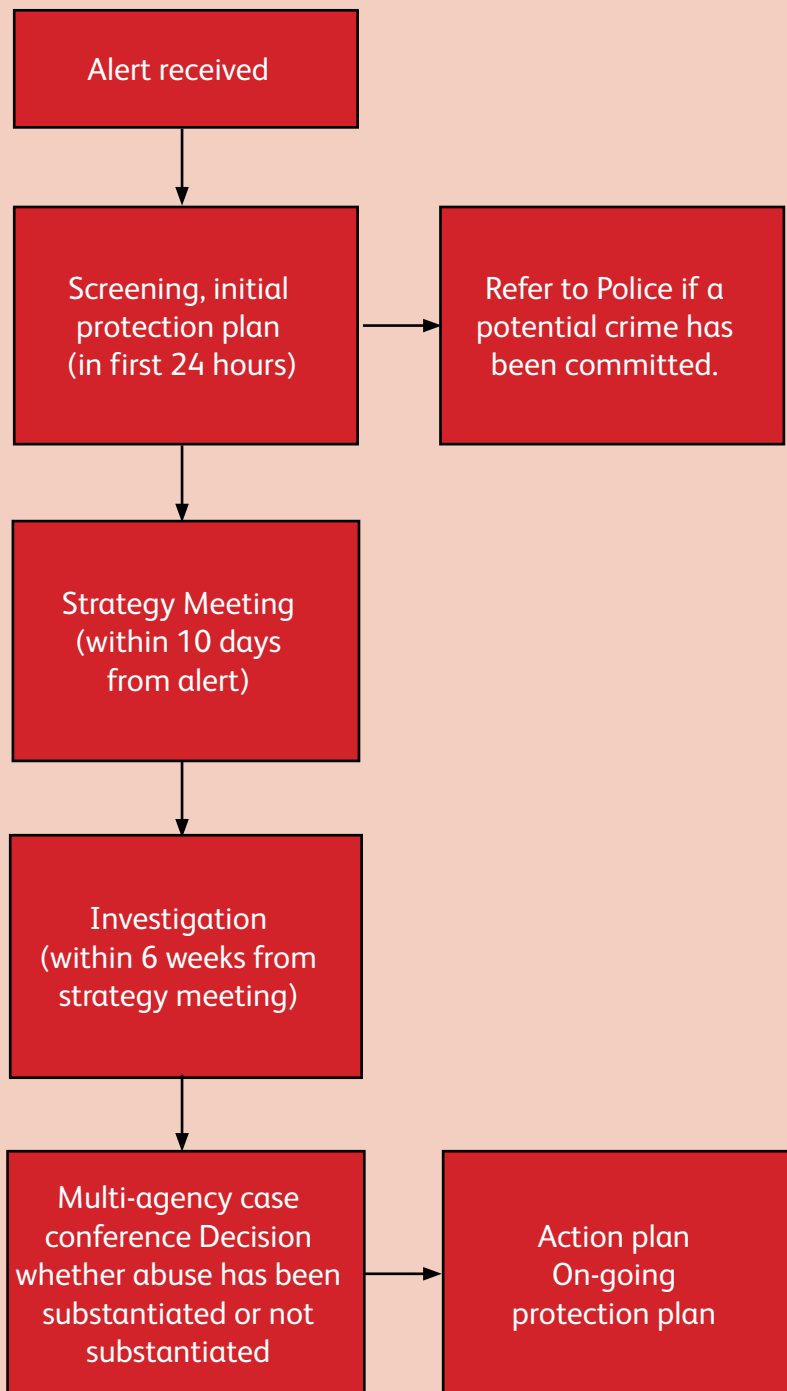 Alert received
Screening, initial
protection plan
(in first 24 hours)
Refer to Police if a
potential crime has
been committed.
Strategy Meeting
(within 10 days
from alert)
Investigation
(within 6 weeks from
strategy meeting)
Multi-agency case
conference Decision
whether abuse has been
substantiated or not
substantiated
Action plan
On-going
protection plan